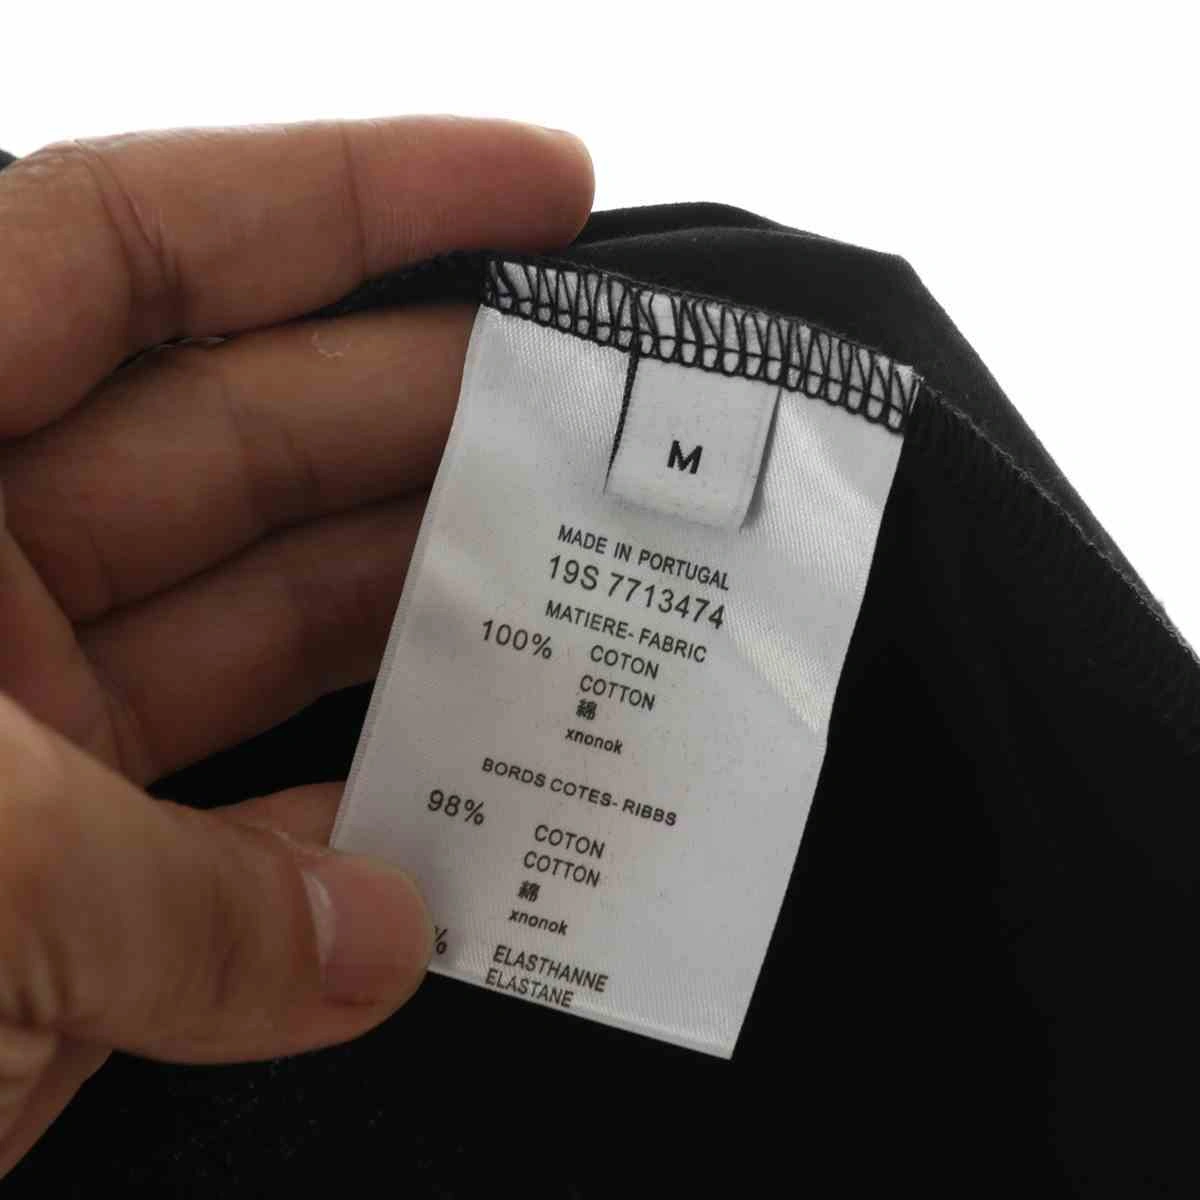 M
MADE IN PORTUGAL
19S 7713474
MATIERE- FABRIC
100% COTON
COTTON
綿
xnonok
BORDS COTES- RIBBS
98% COTON
COTTON
綿
xnonok
% ELASTHANNE
ELASTANE